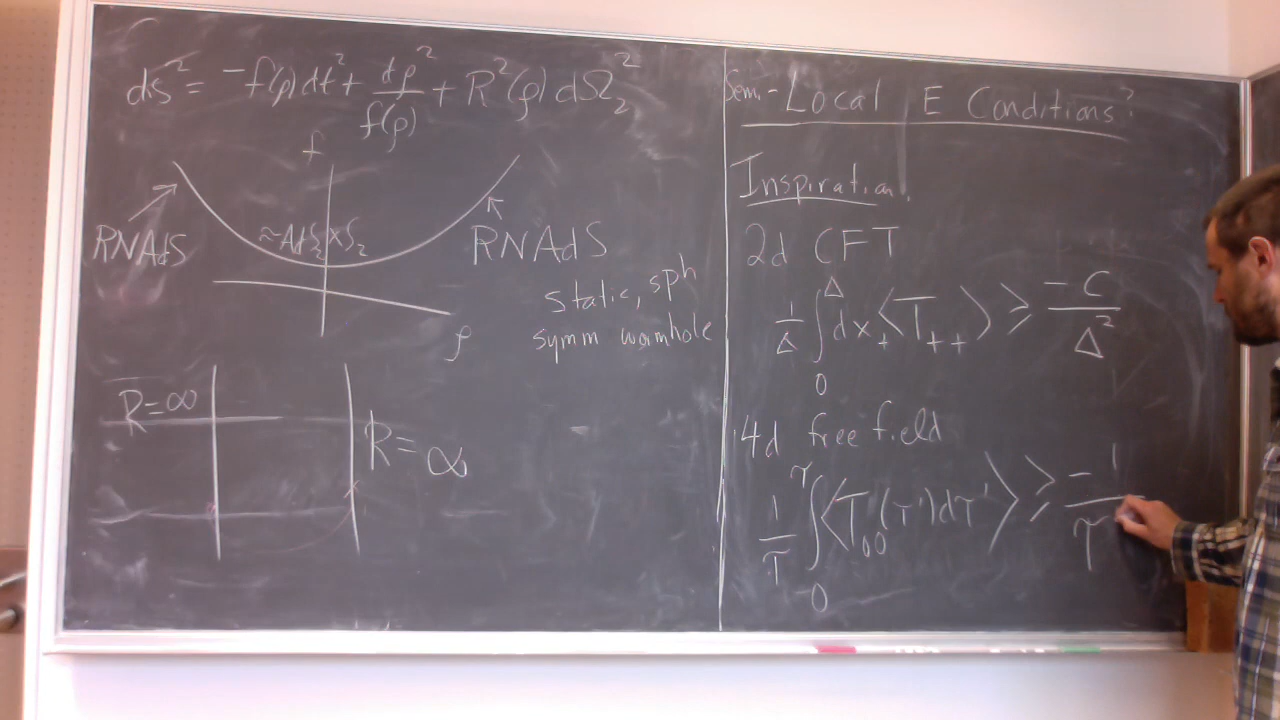 ds² = -f(ρ)dt² + dρ²/f(ρ) + R²(ρ)dΩ₂²
f
RNAdS
≈AdS₂×S₂
RNAdS
ρ
static, sph
symm wormhole
R=∞
R=∞
Semi-Local E Conditions?
Inspiration.
2d CFT
1/Δ ∫₀^Δ dx₊ ⟨T₊₊⟩ ≥ -C/Δ²
4d free field
1/τ ∫₀^τ ⟨T₀₀(τ')dτ'⟩ ≥ -1/τ